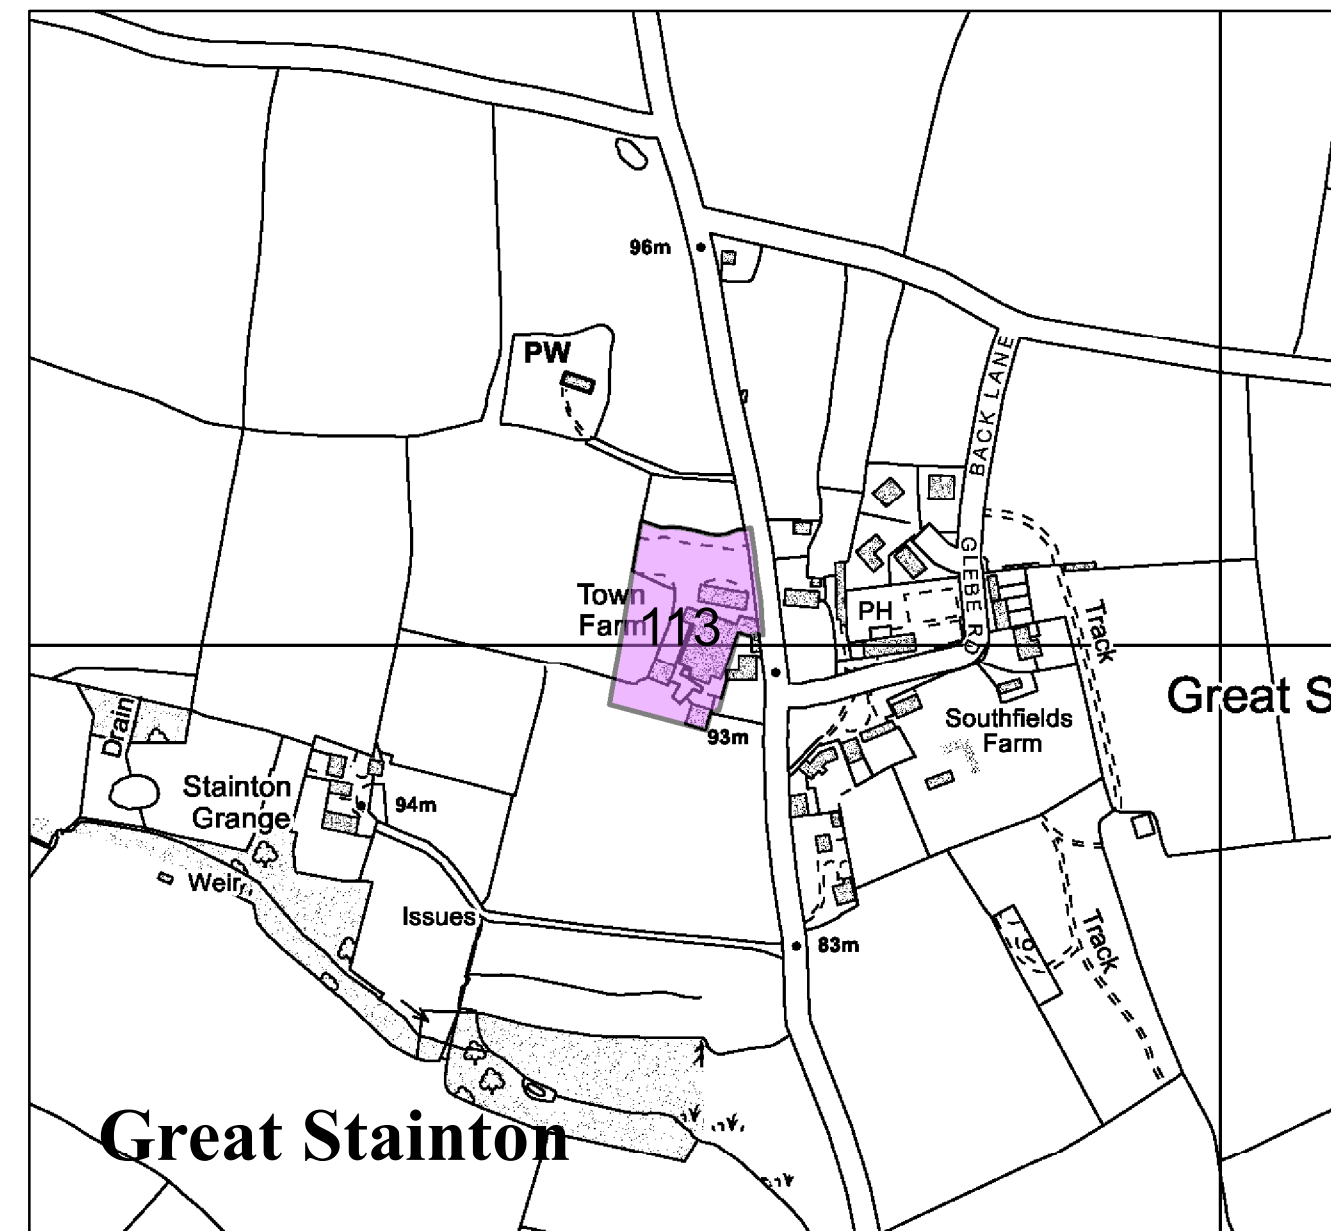 96m
PW
BACK LANE
GLEBE RD
Town
Farm
113
PH
Track
Great S
Southfields
Farm
93m
Drain
Stainton
Grange
94m
Weir
Issues
83m
Track
Great Stainton